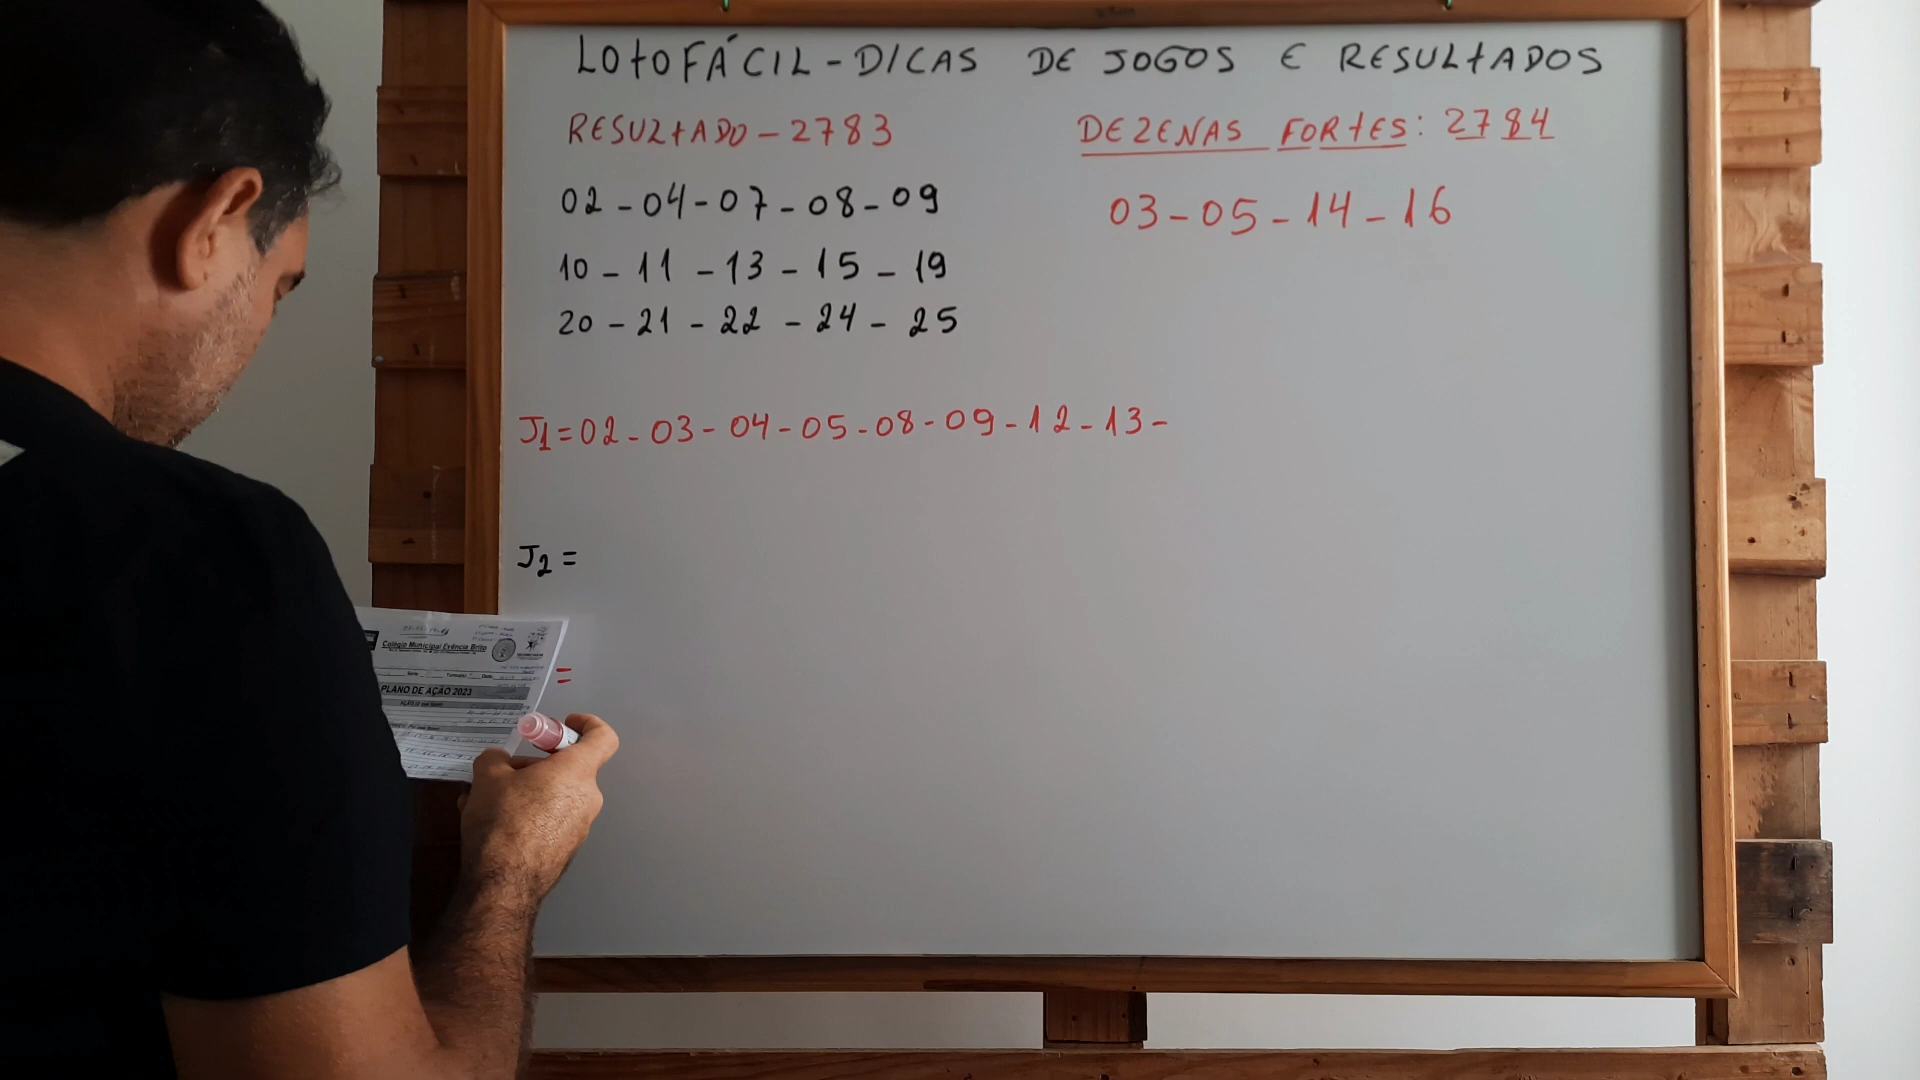 LOTOFÁCIL - DICAS DE JOGOS E RESULTADOS
RESULTADO - 2783
02 - 04 - 07 - 08 - 09
10 - 11 - 13 - 15 - 19
20 - 21 - 22 - 24 - 25
DEZENAS FORTES: 2784
03 - 05 - 14 - 16
J1 = 02 - 03 - 04 - 05 - 08 - 09 - 12 - 13 -
J2 =
=
Colégio Municipal Evência Brito
PLANO DE AÇÃO 2023